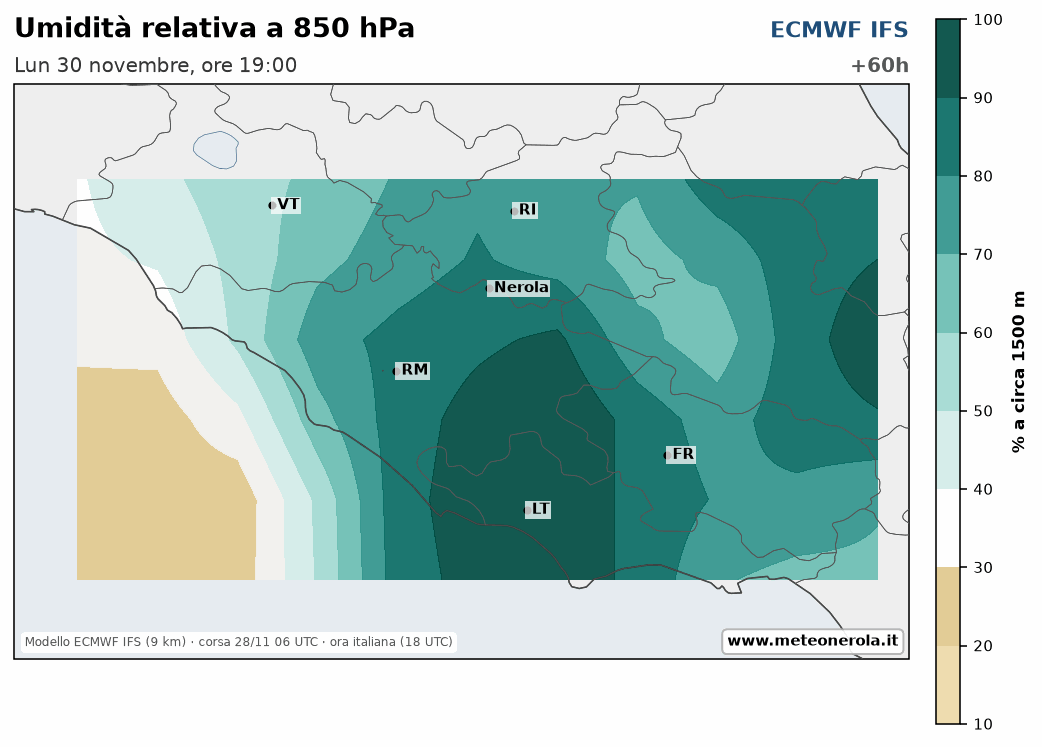 Umidità relativa a 850 hPa
ECMWF IFS
Lun 30 novembre, ore 19:00
+60h
100
90
80
70
60
50
40
30
20
10
% a circa 1500 m
VT
RI
Nerola
RM
FR
LT
Modello ECMWF IFS (9 km) · corsa 28/11 06 UTC · ora italiana (18 UTC)
www.meteonerola.it